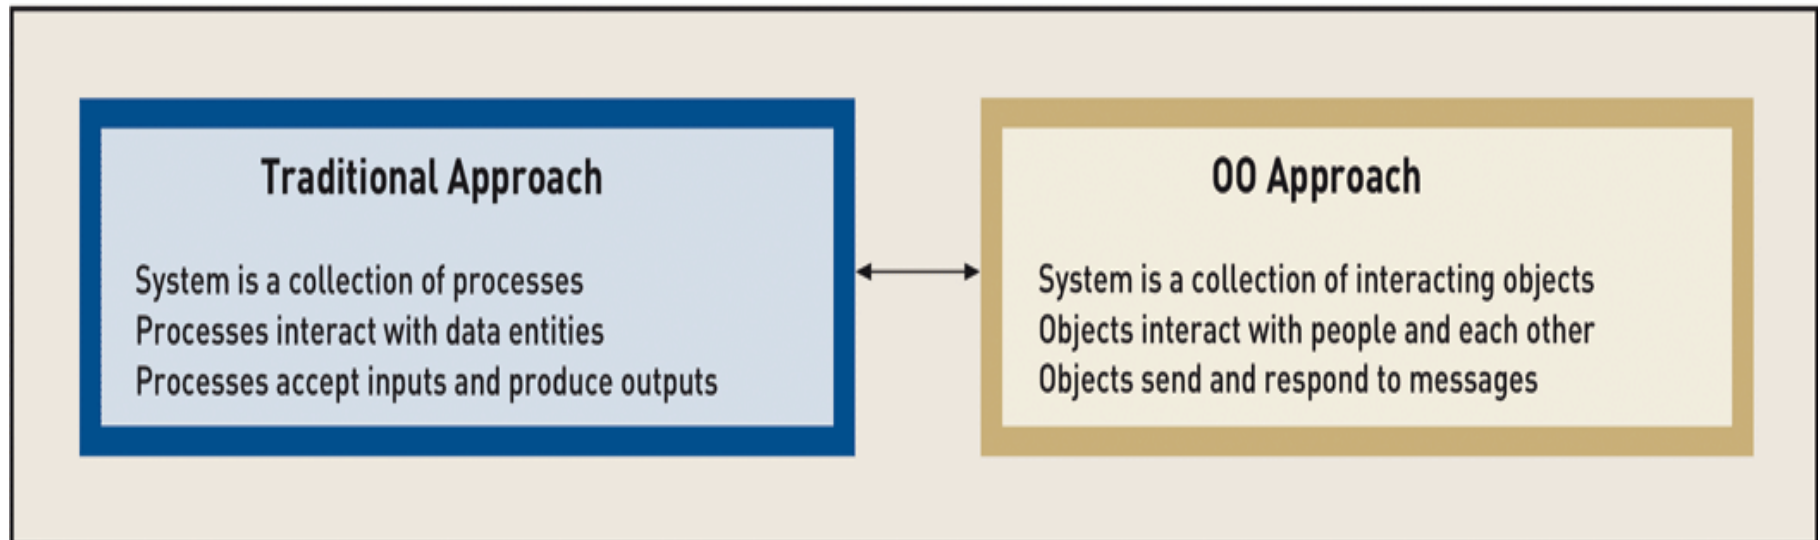 Traditional Approach
System is a collection of processes
Processes interact with data entities
Processes accept inputs and produce outputs
OO Approach
System is a collection of interacting objects
Objects interact with people and each other
Objects send and respond to messages